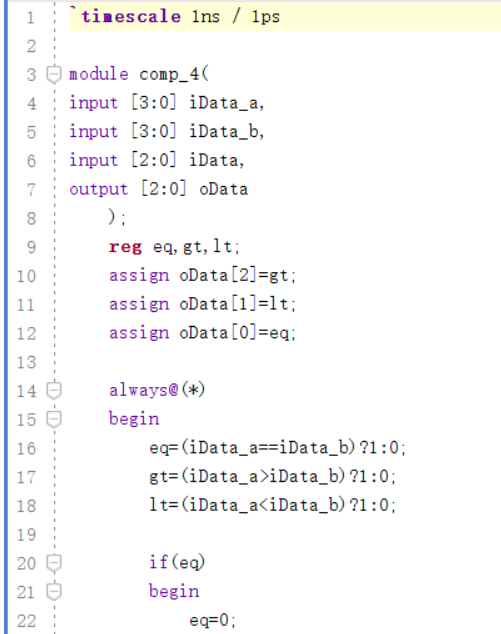 1 `timescale 1ns / 1ps
2
3 module comp_4(
4 input [3:0] iData_a,
5 input [3:0] iData_b,
6 input [2:0] iData,
7 output [2:0] oData
8 );
9 reg eq,gt,lt;
10 assign oData[2]=gt;
11 assign oData[1]=lt;
12 assign oData[0]=eq;
13
14 always@(*)
15 begin
16 eq=(iData_a==iData_b)?1:0;
17 gt=(iData_a>iData_b)?1:0;
18 lt=(iData_a<iData_b)?1:0;
19
20 if(eq)
21 begin
22 eq=0;